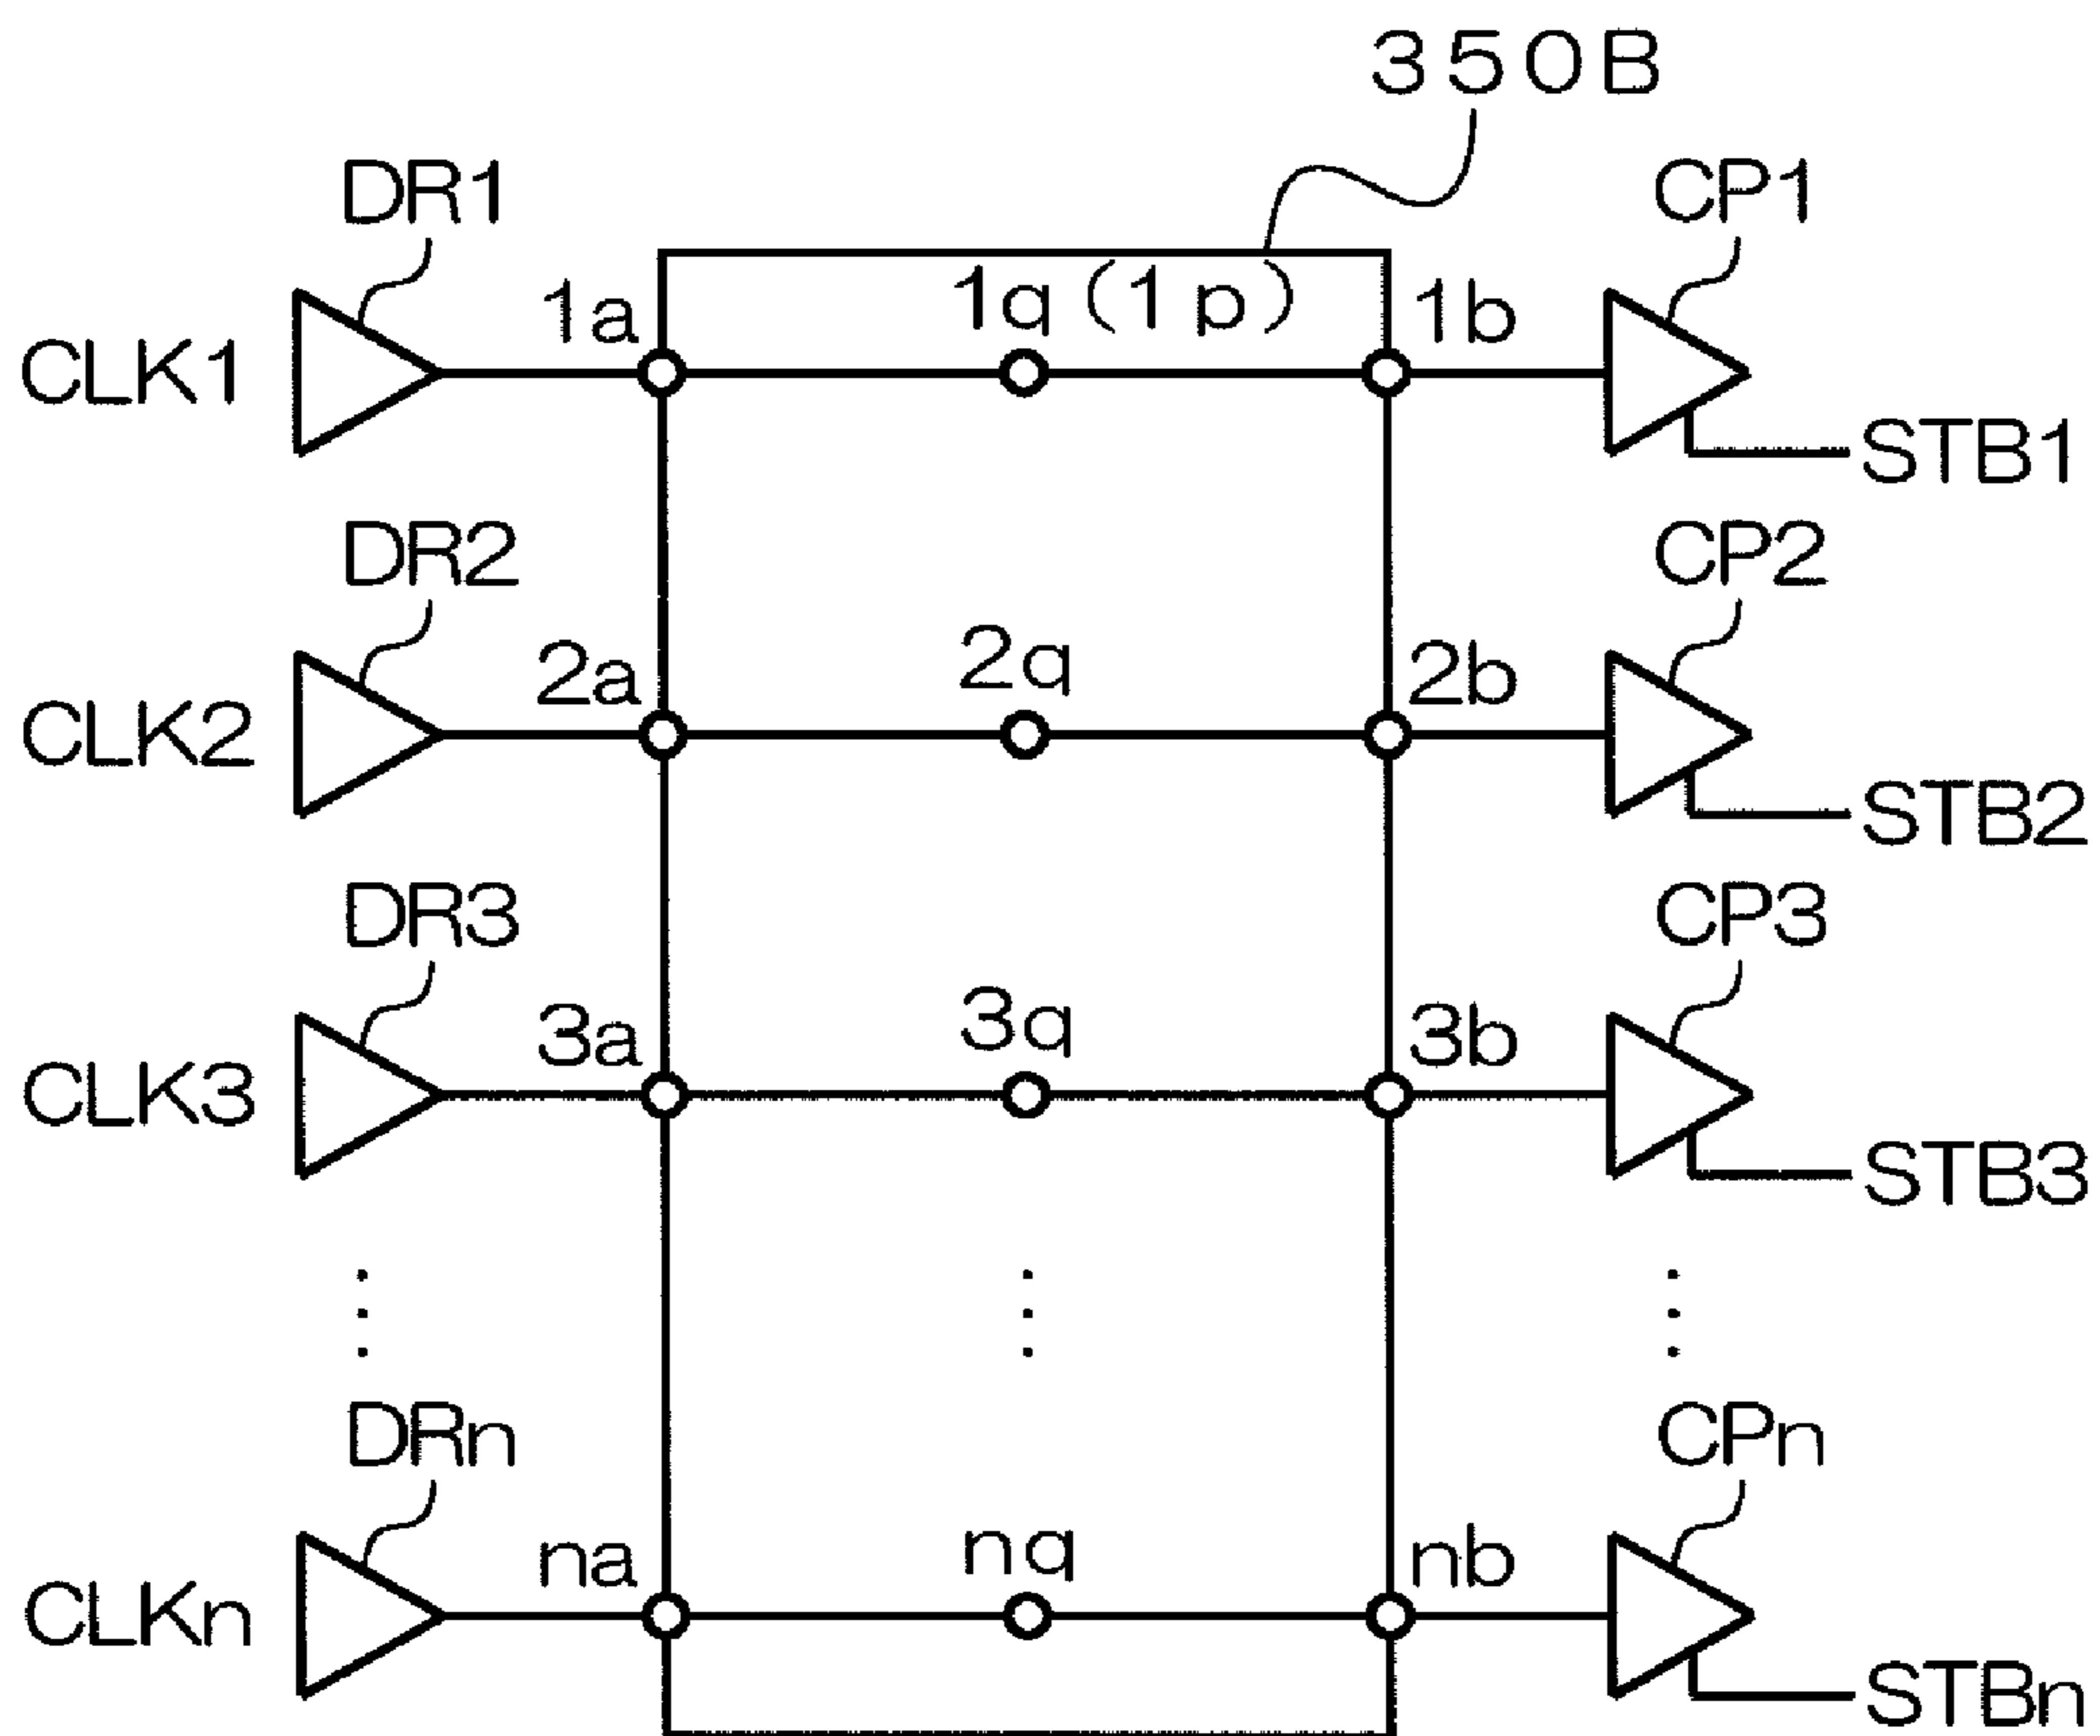 350B
DR1
CP1
1a
1q (1p)
1b
CLK1
STB1
DR2
CP2
2a
2q
2b
CLK2
STB2
DR3
CP3
3a
3q
3b
CLK3
STB3
DRn
CPn
na
nq
nb
CLKn
STBn